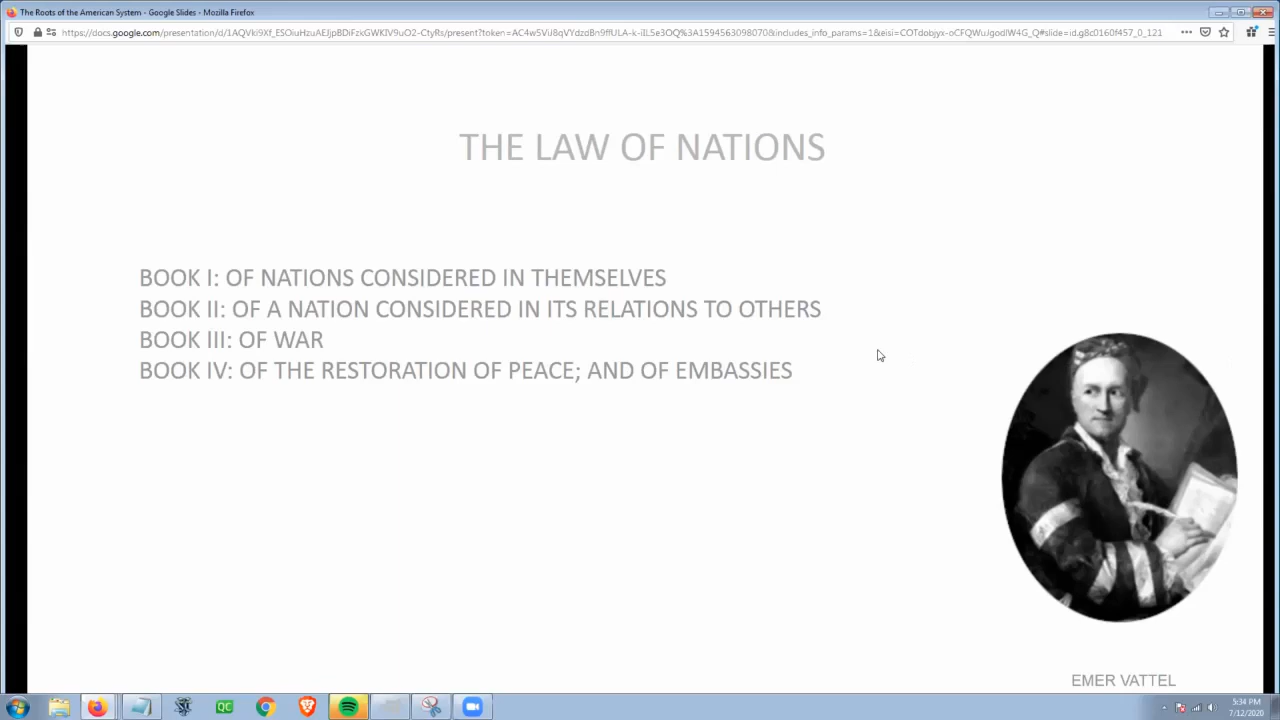 The Roots of the American System - Google Slides - Mozilla Firefox
THE LAW OF NATIONS
BOOK I: OF NATIONS CONSIDERED IN THEMSELVES
BOOK II: OF A NATION CONSIDERED IN ITS RELATIONS TO OTHERS
BOOK III: OF WAR
BOOK IV: OF THE RESTORATION OF PEACE; AND OF EMBASSIES
EMER VATTEL
QC
5:34 PM
7/12/2020